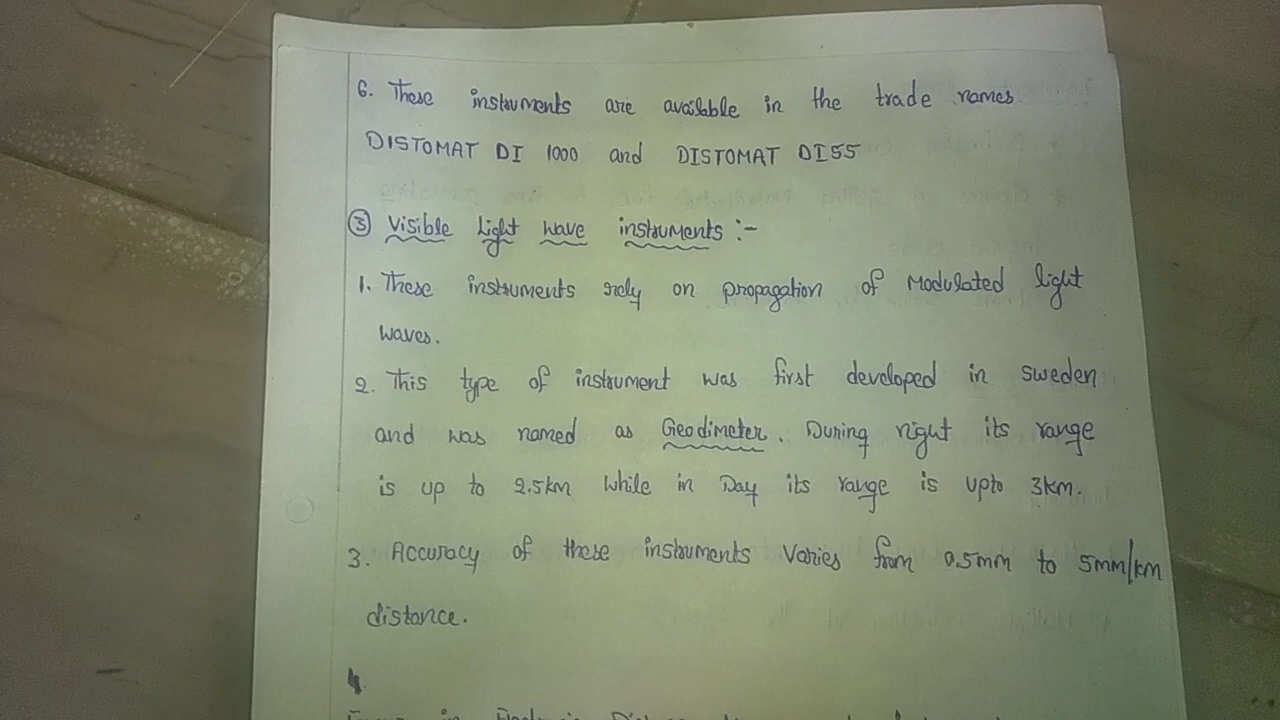 6. These instruments are available in the trade names
DISTOMAT DI 1000 and DISTOMAT DI55
③ Visible Light wave instruments :-
1. These instruments rely on propagation of Modulated light
waves.
2. This type of instrument was first developed in sweden
and was named as Geodimeter. During night its range
is up to 2.5km while in Day its range is upto 3km.
3. Accuracy of these instruments varies from 0.5mm to 5mm/km
distance.
4